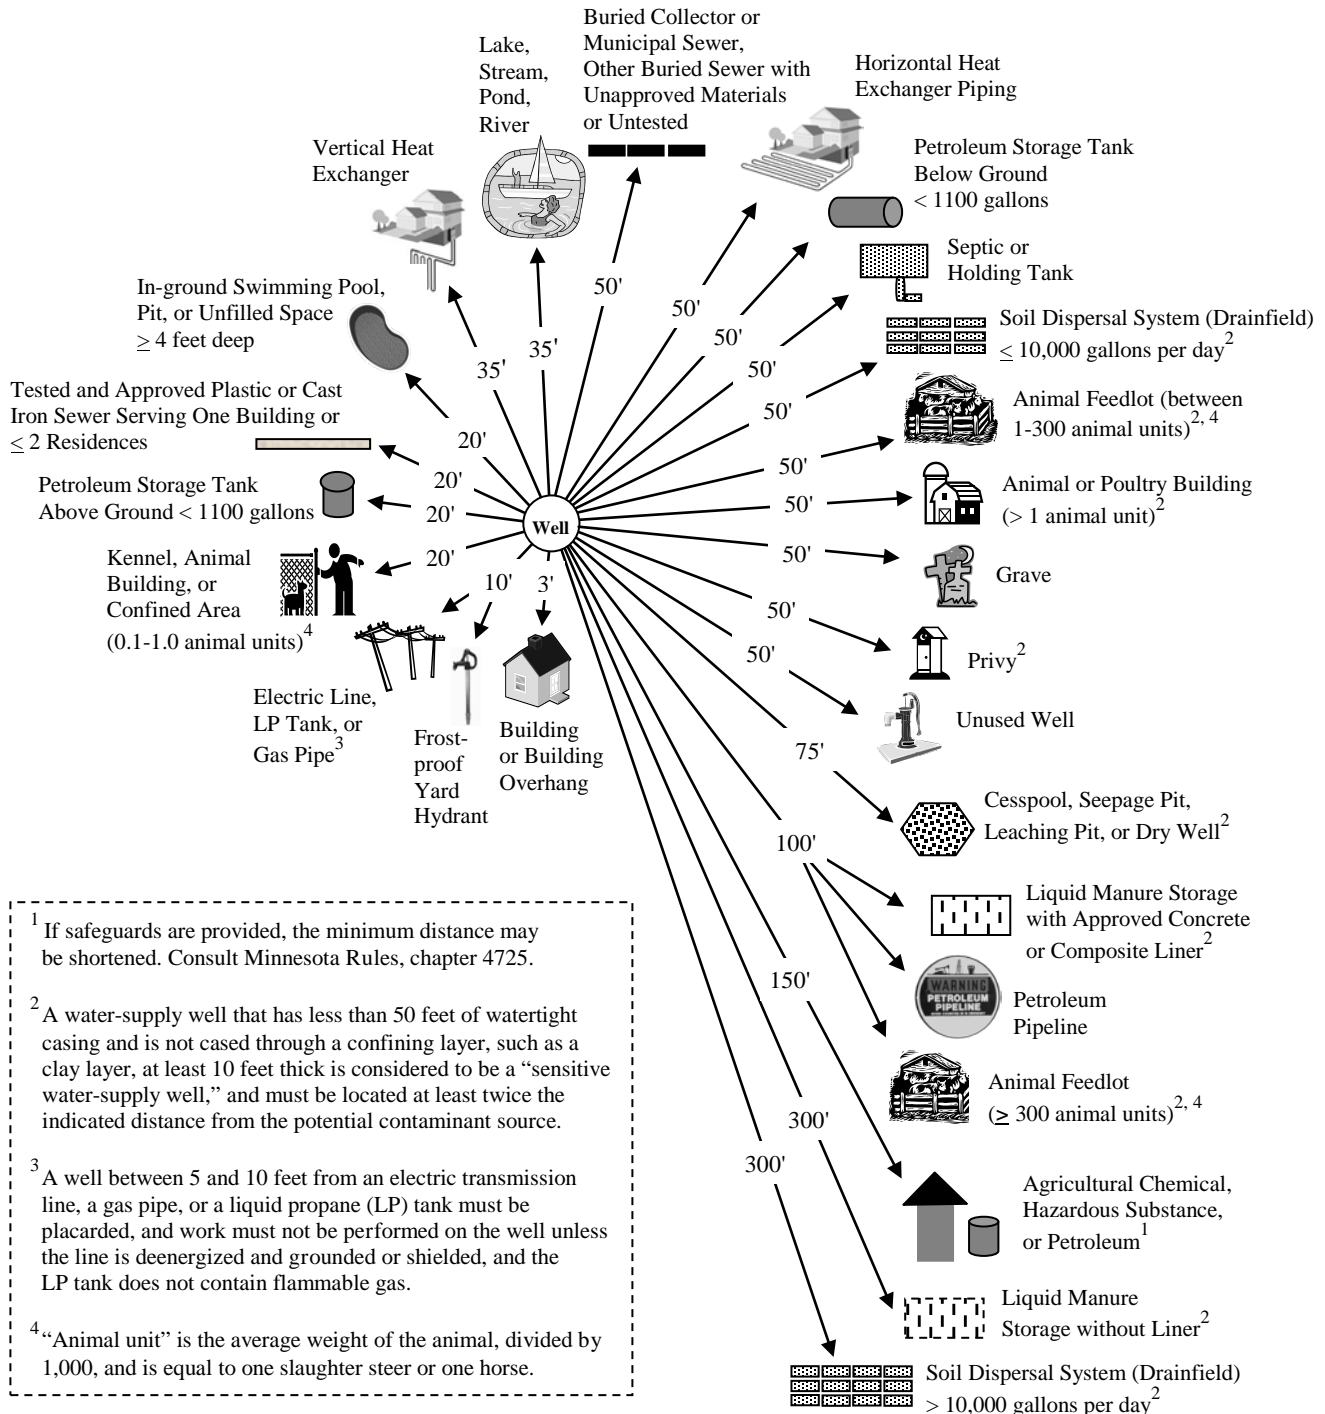 Buried Collector or
Municipal Sewer,
Other Buried Sewer with
Unapproved Materials
or Untested
Lake,
Stream,
Pond,
River
Horizontal Heat
Exchanger Piping
Vertical Heat
Exchanger
Petroleum Storage Tank
Below Ground
< 1100 gallons
Septic or
Holding Tank
In-ground Swimming Pool,
Pit, or Unfilled Space
≥ 4 feet deep
Soil Dispersal System (Drainfield)
≤ 10,000 gallons per day²
Tested and Approved Plastic or Cast
Iron Sewer Serving One Building or
≤ 2 Residences
Animal Feedlot (between
1-300 animal units)²˒ ⁴
Petroleum Storage Tank
Above Ground < 1100 gallons
Animal or Poultry Building
(> 1 animal unit)²
Kennel, Animal
Building, or
Confined Area
(0.1-1.0 animal units)⁴
Grave
Privy²
Unused Well
Electric Line,
LP Tank, or
Gas Pipe³
Frost-
proof
Yard
Hydrant
Building
or Building
Overhang
Well
50'
50'
50'
50'
50'
50'
50'
50'
50'
50'
35'
35'
20'
20'
20'
20'
10'
3'
75'
100'
150'
300'
300'
Cesspool, Seepage Pit,
Leaching Pit, or Dry Well²
Liquid Manure Storage
with Approved Concrete
or Composite Liner²
WARNING
PETROLEUM
PIPELINE
Petroleum
Pipeline
Animal Feedlot
(≥ 300 animal units)²˒ ⁴
Agricultural Chemical,
Hazardous Substance,
or Petroleum¹
Liquid Manure
Storage without Liner²
Soil Dispersal System (Drainfield)
> 10,000 gallons per day²
¹ If safeguards are provided, the minimum distance may
be shortened. Consult Minnesota Rules, chapter 4725.
² A water-supply well that has less than 50 feet of watertight
casing and is not cased through a confining layer, such as a
clay layer, at least 10 feet thick is considered to be a “sensitive
water-supply well,” and must be located at least twice the
indicated distance from the potential contaminant source.
³ A well between 5 and 10 feet from an electric transmission
line, a gas pipe, or a liquid propane (LP) tank must be
placarded, and work must not be performed on the well unless
the line is deenergized and grounded or shielded, and the
LP tank does not contain flammable gas.
⁴ “Animal unit” is the average weight of the animal, divided by
1,000, and is equal to one slaughter steer or one horse.